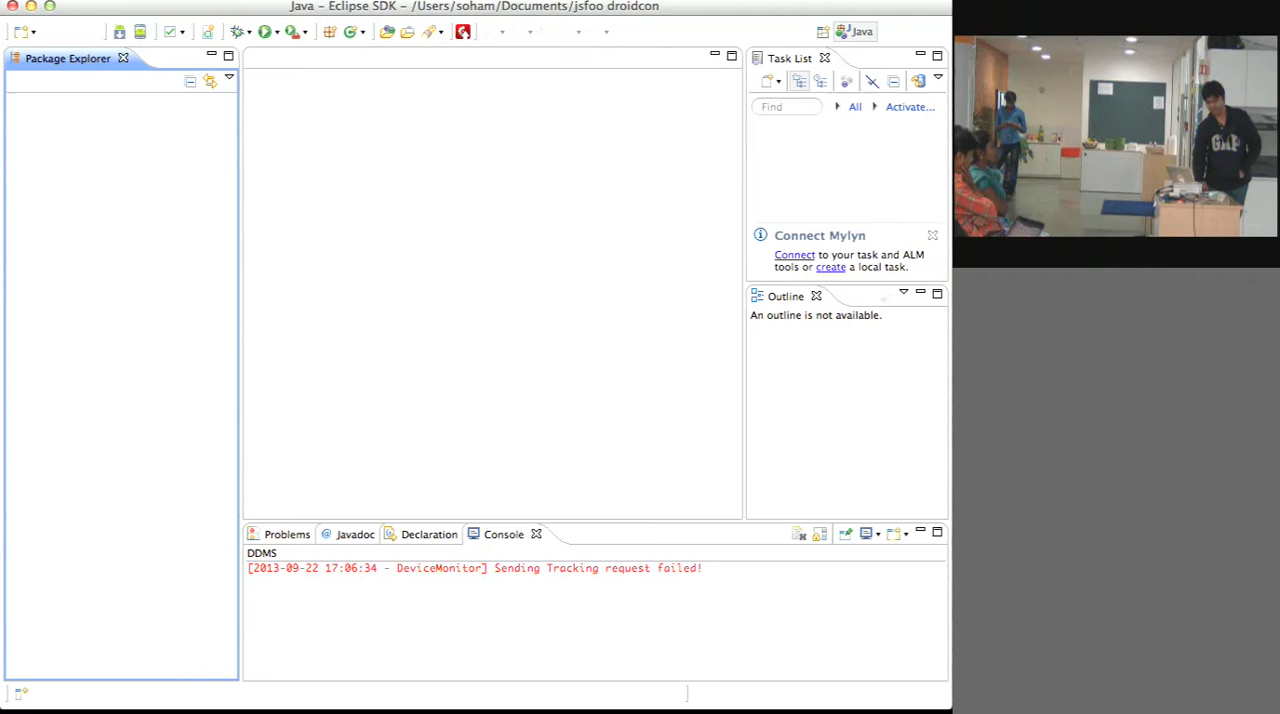 Java – Eclipse SDK – /Users/soham/Documents/jsfoo droidcon
Java
Package Explorer
Task List
Find
All
Activate...
Connect Mylyn
Connect to your task and ALM
tools or create a local task.
Outline
An outline is not available.
Problems
@ Javadoc
Declaration
Console
DDMS
[2013-09-22 17:06:34 - DeviceMonitor] Sending Tracking request failed!
GAP